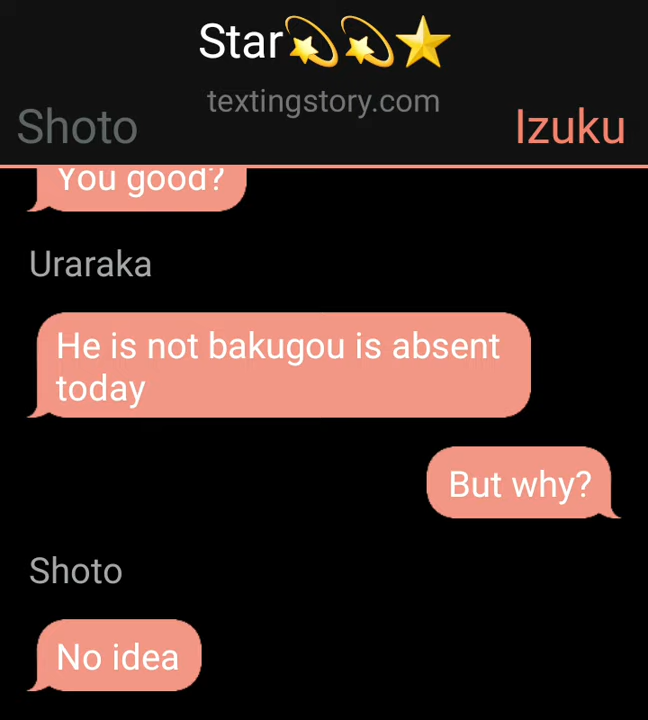 Star💫💫⭐
textingstory.com
Shoto
Izuku
You good?
Uraraka
He is not bakugou is absent
today
But why?
Shoto
No idea